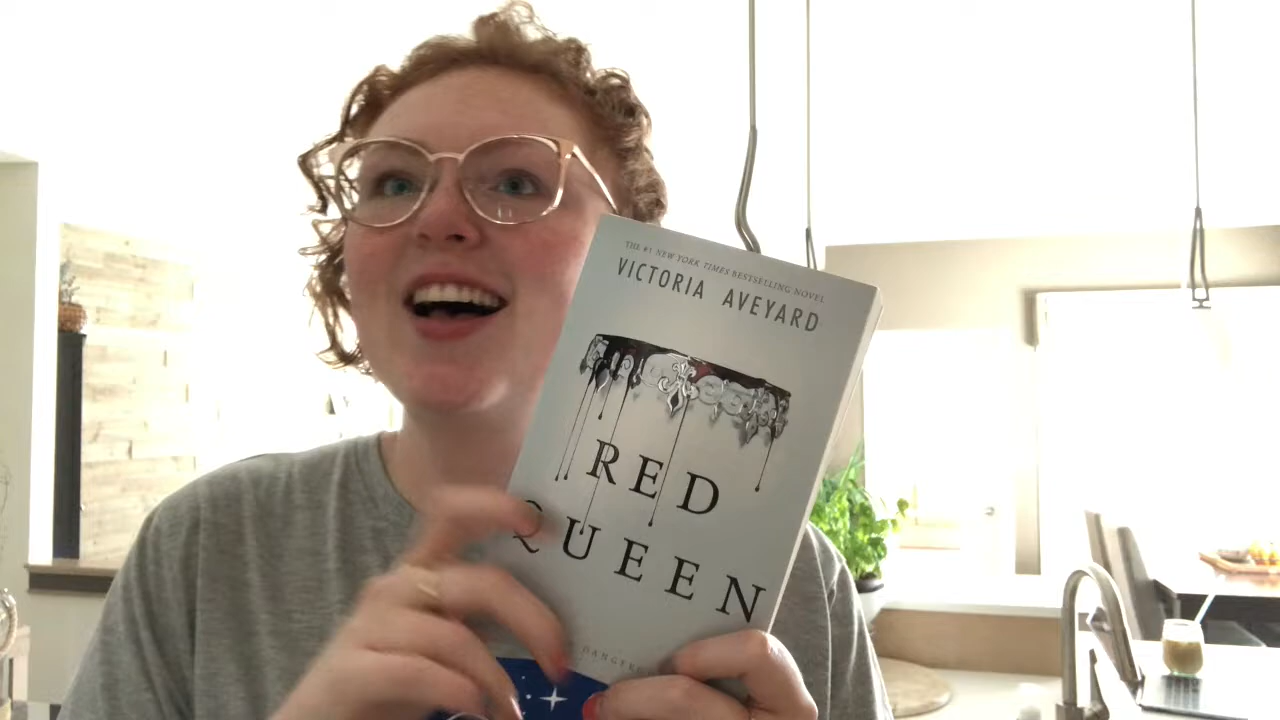 THE #1 NEW YORK TIMES BESTSELLING NOVEL
VICTORIA AVEYARD
RED
QUEEN